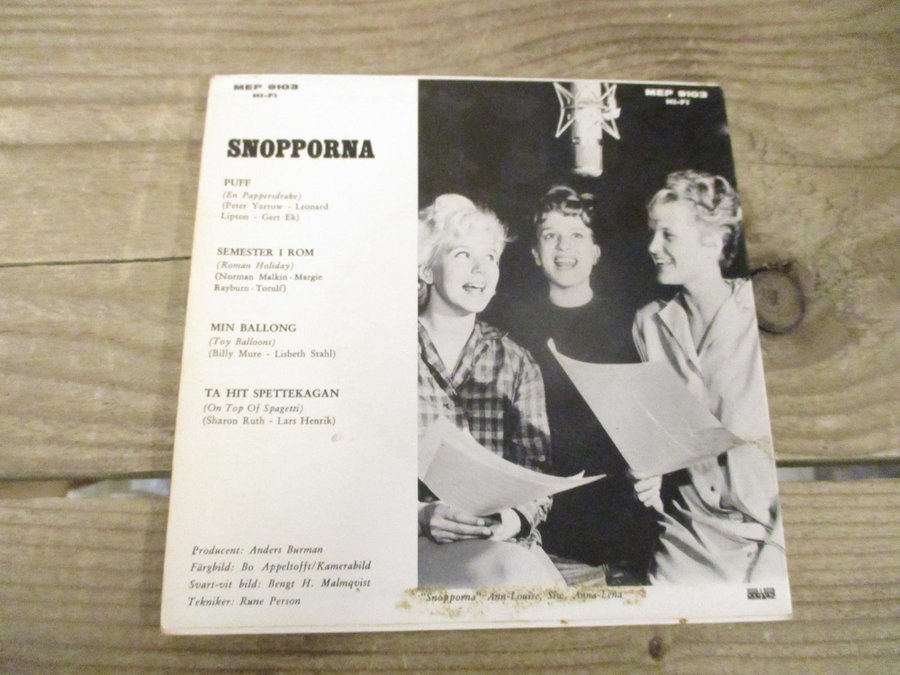 MEP 9103
HI-FI
SNOPPORNA
PUFF
(En Pappersdrake)
(Peter Yarrow - Leonard
Lipton - Gert Ek)
SEMESTER I ROM
(Roman Holiday)
(Norman Malkin - Margie
Rayburn - Torulf)
MIN BALLONG
(Toy Balloons)
(Billy Mure - Lisbeth Stahl)
TA HIT SPETTEKAGAN
(On Top Of Spagetti)
(Sharon Ruth - Lars Henrik)
Producent: Anders Burman
Färgbild: Bo Appeltofft/Kamerabild
Svart-vit bild: Bengt H. Malmqvist
Tekniker: Rune Person
MEP 9103
HI-FI
"Snopporna" Ann-Louise, Siw, Anna-Lena